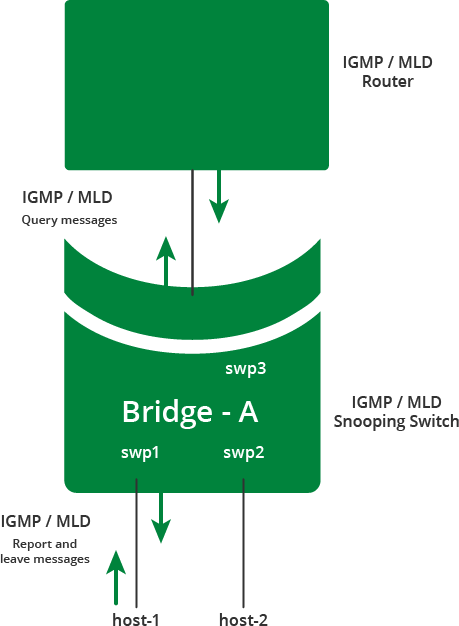 IGMP / MLD
Router
IGMP / MLD
Query messages
swp3
Bridge - A
IGMP / MLD
Snooping Switch
swp1
swp2
IGMP / MLD
Report and
leave messages
host-1
host-2